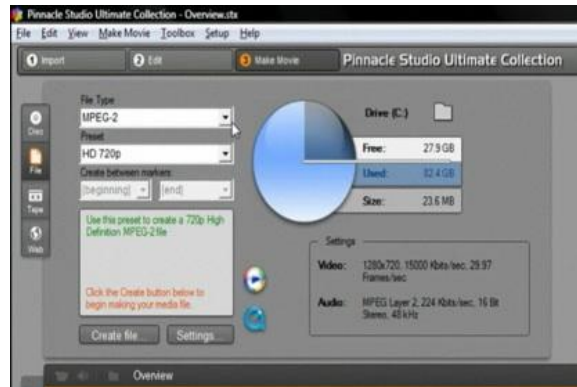 Pinnacle Studio Ultimate Collection - Overview.stx
File Edit View Make Movie Toolbox Setup Help
1 Import 2 Edit 3 Make Movie Pinnacle Studio Ultimate Collection
Disc
File
Tape
Web
File Type
MPEG-2
Preset
HD 720p
Create between markers
[beginning] - [end]
Use this preset to create a 720p High
Definition MPEG-2 file
Click the Create button below to
begin making your media file.
Create file... Settings...
Drive (C:)
Free: 27.9 GB
Used: 82.4 GB
Size: 23.6 MB
Settings
Video: 1280x720, 15000 Kbits/sec, 29.97
Frames/sec
Audio: MPEG Layer 2, 224 Kbits/sec, 16 Bit
Stereo, 48 kHz
Overview